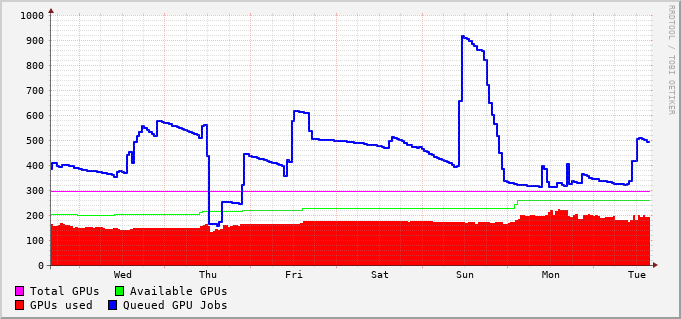 1000
900
800
700
600
500
400
300
200
100
0
Wed Thu Fri Sat Sun Mon Tue
Total GPUs Available GPUs
GPUs used Queued GPU Jobs
RRDTOOL / TOBI OETIKER